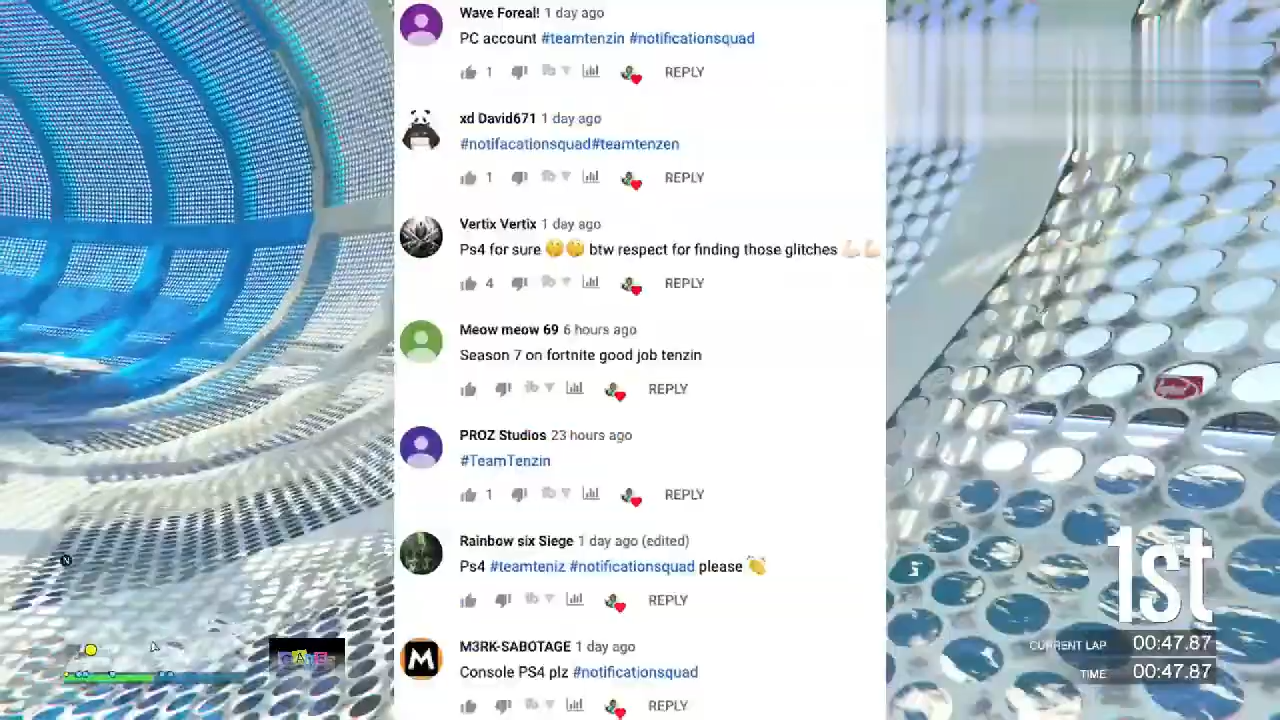 Wave Foreal! 1 day ago
PC account #teamtenzin #notificationsquad
1 REPLY
xd David671 1 day ago
#notifacationsquad#teamtenzen
1 REPLY
Vertix Vertix 1 day ago
Ps4 for sure 🤔🤔 btw respect for finding those glitches 💪🏻💪🏻
4 REPLY
Meow meow 69 6 hours ago
Season 7 on fortnite good job tenzin
REPLY
PROZ Studios 23 hours ago
#TeamTenzin
1 REPLY
Rainbow six Siege 1 day ago (edited)
Ps4 #teamteniz #notificationsquad please 👏
REPLY
M3RK-SABOTAGE 1 day ago
Console PS4 plz #notificationsquad
REPLY
M
N
1st
CURRENT LAP 00:47.87
TIME 00:47.87